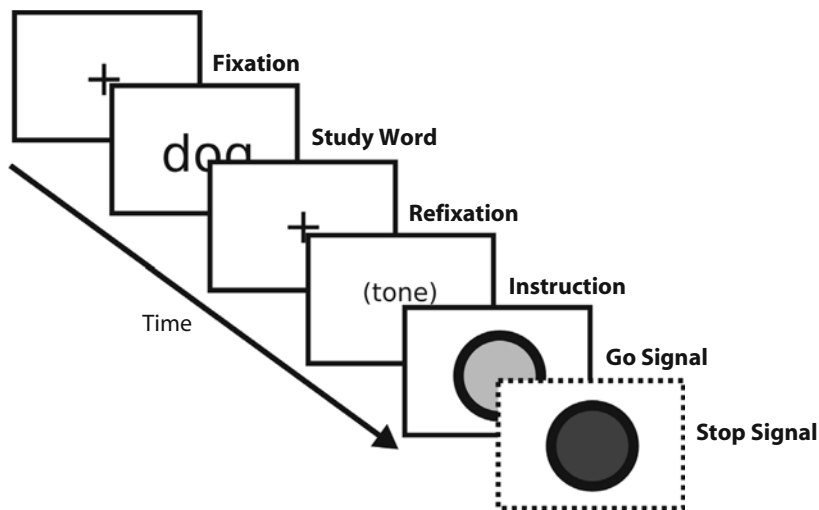 +
Fixation
dog
Study Word
+
Refixation
(tone)
Instruction
Time
Go Signal
Stop Signal